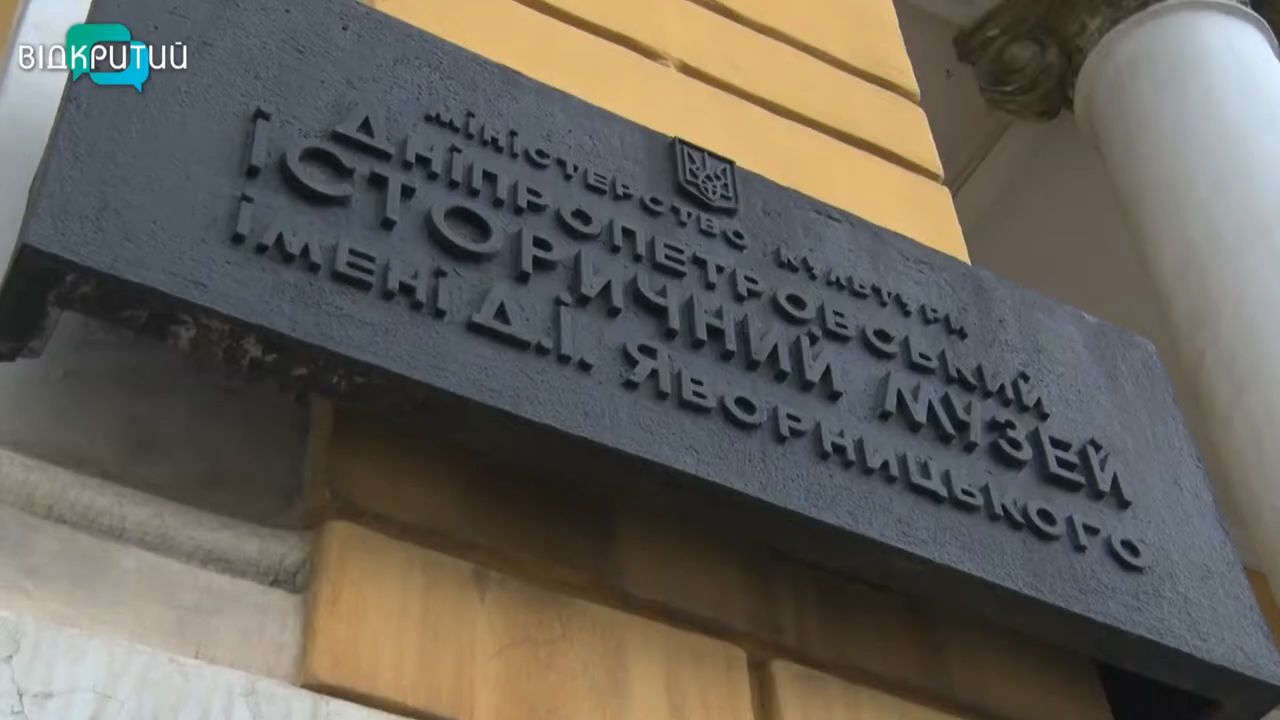 ВІДКРИТИЙ
МІНІСТЕРСТВО КУЛЬТУРИ
ДНІПРОПЕТРОВСЬКИЙ
ІСТОРИЧНИЙ МУЗЕЙ
ІМЕНІ Д.І. ЯВОРНИЦЬКОГО